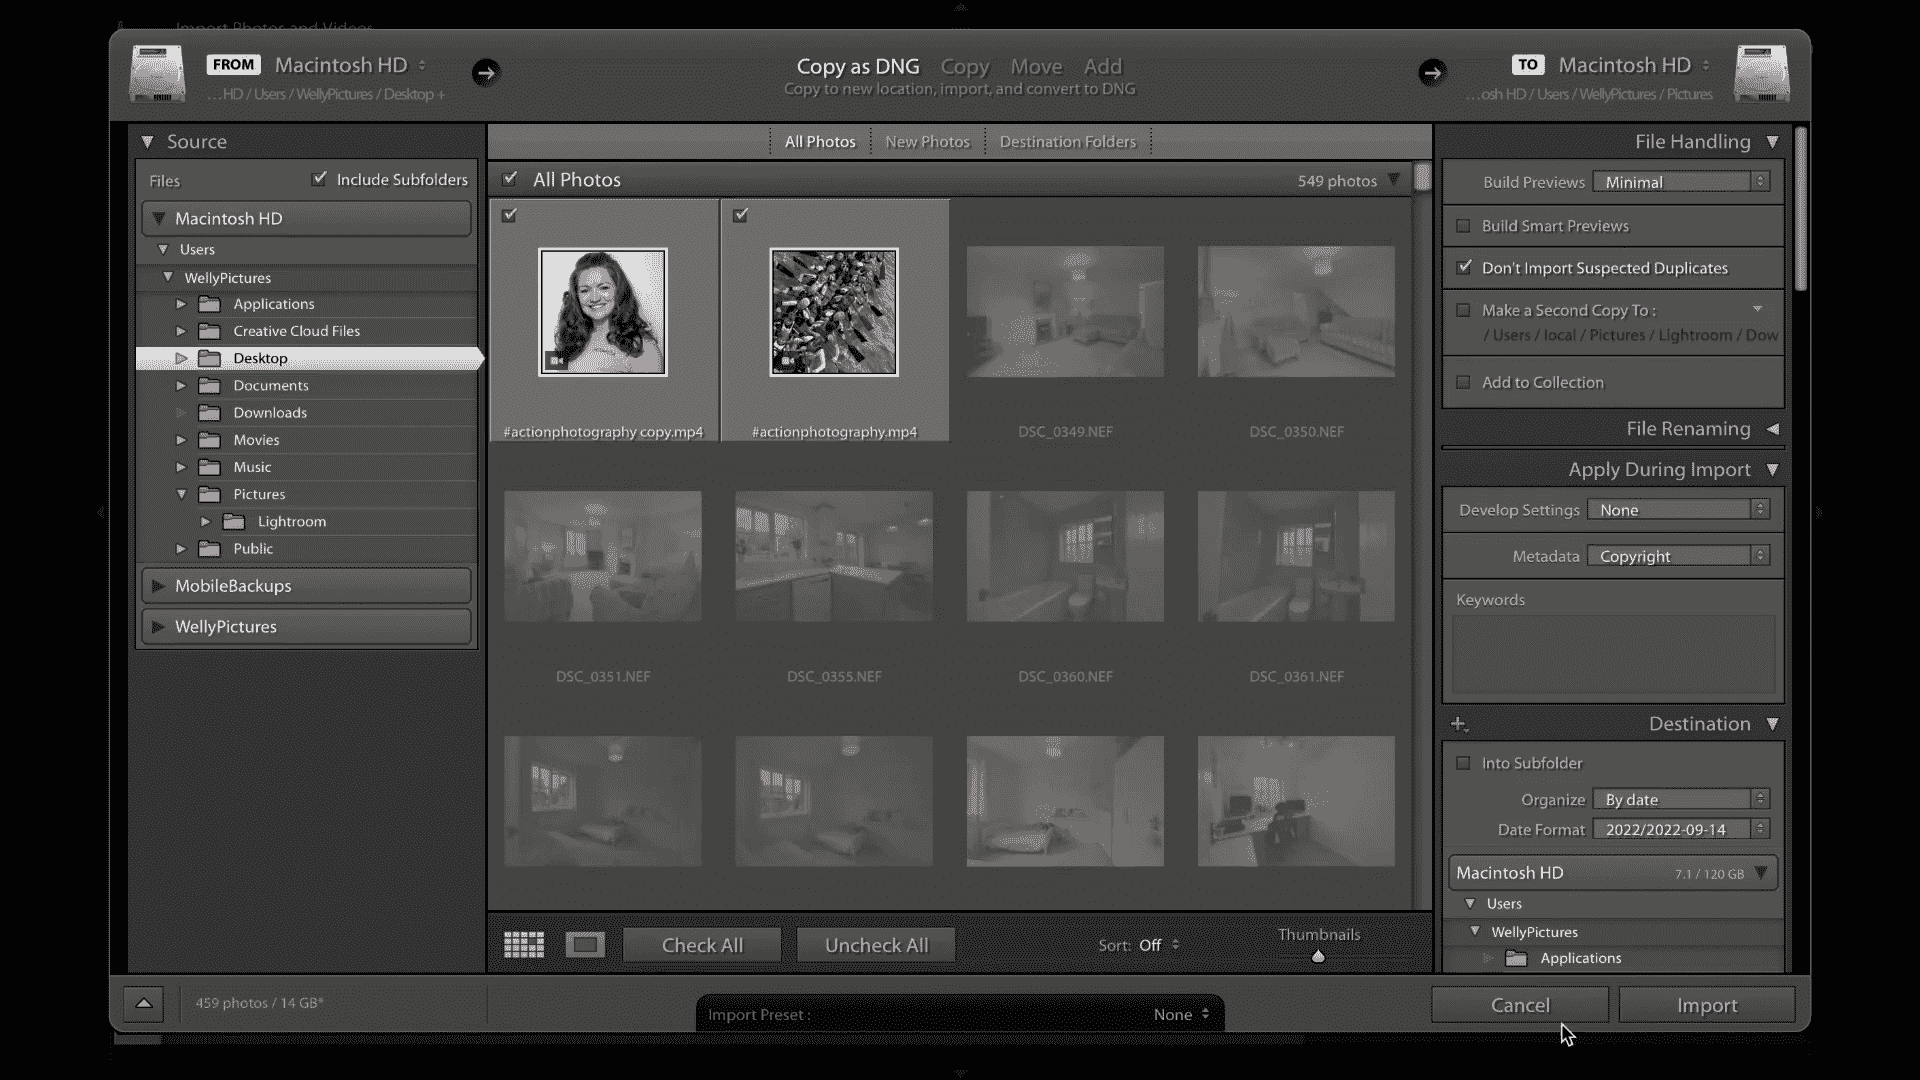 Import Photos and Videos
FROM Macintosh HD
...HD / Users / WellyPictures / Desktop +
Copy as DNG Copy Move Add
Copy to new location, import, and convert to DNG
TO Macintosh HD
...osh HD / Users / WellyPictures / Pictures
Source
Files Include Subfolders
Macintosh HD
Users
WellyPictures
Applications
Creative Cloud Files
Desktop
Documents
Downloads
Movies
Music
Pictures
Lightroom
Public
MobileBackups
WellyPictures
All Photos New Photos Destination Folders
All Photos 549 photos
#actionphotography copy.mp4 #actionphotography.mp4 DSC_0349.NEF DSC_0350.NEF
DSC_0351.NEF DSC_0355.NEF DSC_0360.NEF DSC_0361.NEF
Check All Uncheck All Sort: Off Thumbnails
File Handling
Build Previews Minimal
Build Smart Previews
Don't Import Suspected Duplicates
Make a Second Copy To :
/ Users / local / Pictures / Lightroom / Dow
Add to Collection
File Renaming
Apply During Import
Develop Settings None
Metadata Copyright
Keywords
Destination
Into Subfolder
Organize By date
Date Format 2022/2022-09-14
Macintosh HD 7.1 / 120 GB
Users
WellyPictures
Applications
459 photos / 14 GB*
Import Preset : None
Cancel Import